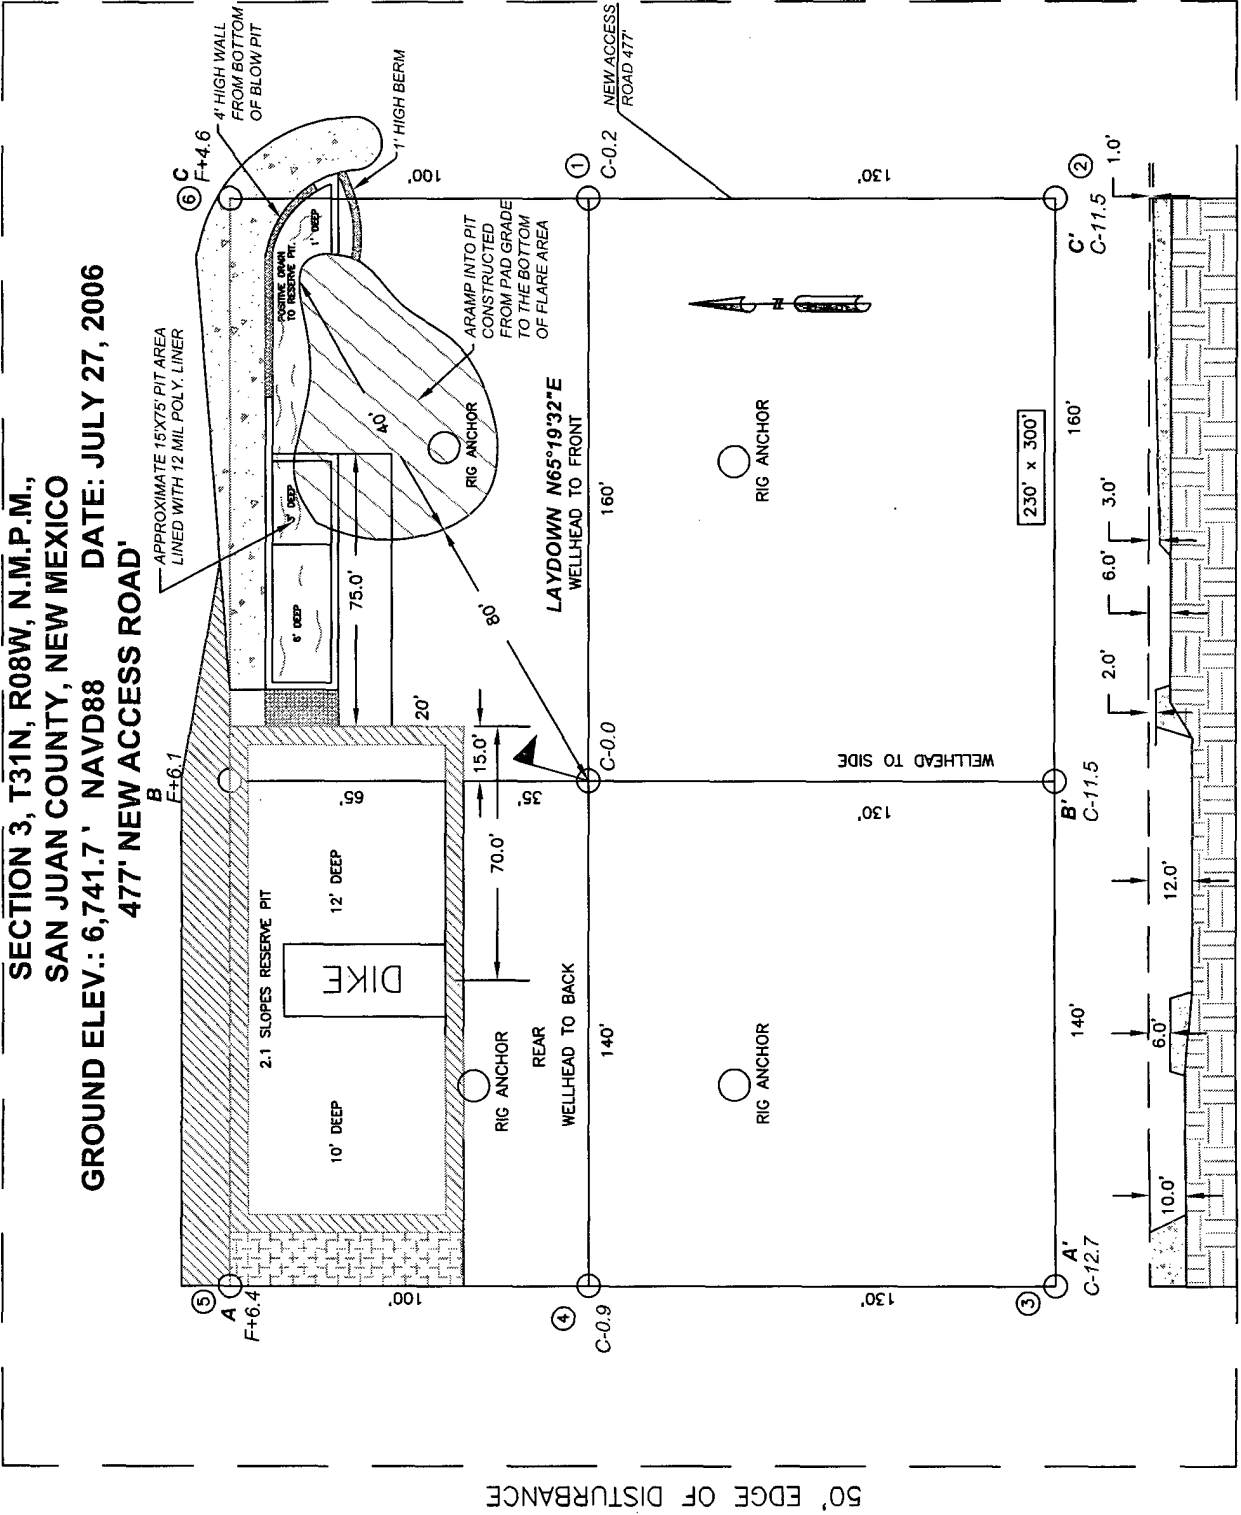 SECTION 3, T31N, R08W, N.M.P.M.,
SAN JUAN COUNTY, NEW MEXICO
GROUND ELEV.: 6,741.7 ' NAVD88 DATE: JULY 27, 2006
477' NEW ACCESS ROAD'
APPROXIMATE 15'X75' PIT AREA
LINED WITH 12 MIL POLY. LINER
4' HIGH WALL
FROM BOTTOM
OF BLOW PIT
1' HIGH BERM
NEW ACCESS
ROAD 477'
⑥ C
F+4.6
B
F+6.1
⑤ A
F+6.4
POSITIVE DRAIN
TO RESERVE PIT.
1' DEEP
3' DEEP
6' DEEP
75.0'
ARAMP INTO PIT
CONSTRUCTED
FROM PAD GRADE
TO THE BOTTOM
OF FLARE AREA
40'
80'
RIG ANCHOR
100'
① C-0.2
2.1 SLOPES RESERVE PIT
12' DEEP
DIKE
10' DEEP
65'
20'
15.0'
35'
70.0'
C-0.0
LAYDOWN N65°19'32"E
WELLHEAD TO FRONT
160'
N
RIG ANCHOR
REAR
WELLHEAD TO BACK
140'
100'
④ C-0.9
RIG ANCHOR
RIG ANCHOR
WELLHEAD TO SIDE
130'
130'
130'
230' x 300'
160'
140'
② C'
C-11.5
B'
C-11.5
③ A'
C-12.7
1.0'
3.0'
6.0'
2.0'
12.0'
6.0'
10.0'
50' EDGE OF DISTURBANCE